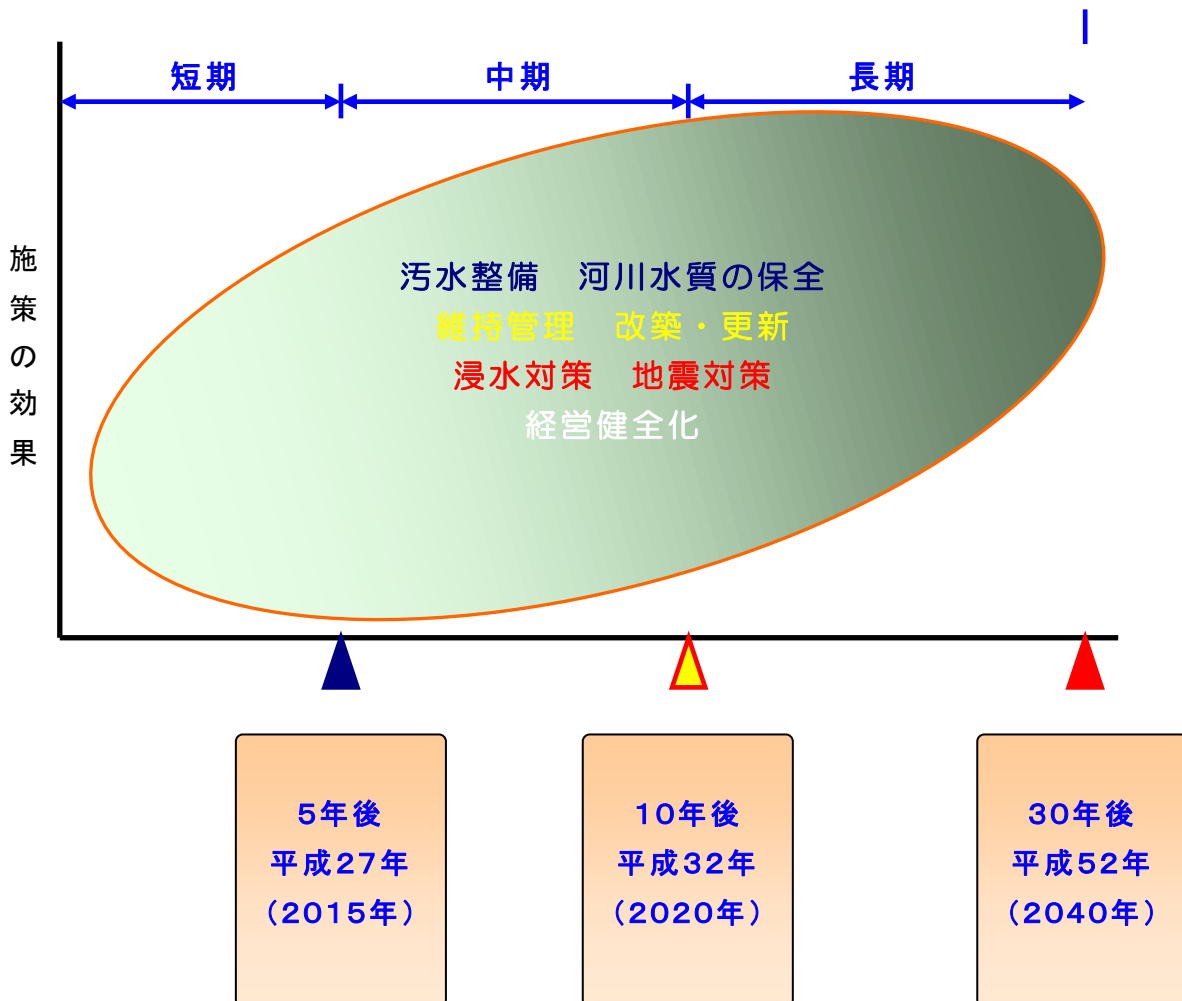 短期
中期
長期
施策の効果
汚水整備　河川水質の保全
維持管理　改築・更新
浸水対策　地震対策
経営健全化
5年後
平成27年
（2015年）
10年後
平成32年
（2020年）
30年後
平成52年
（2040年）